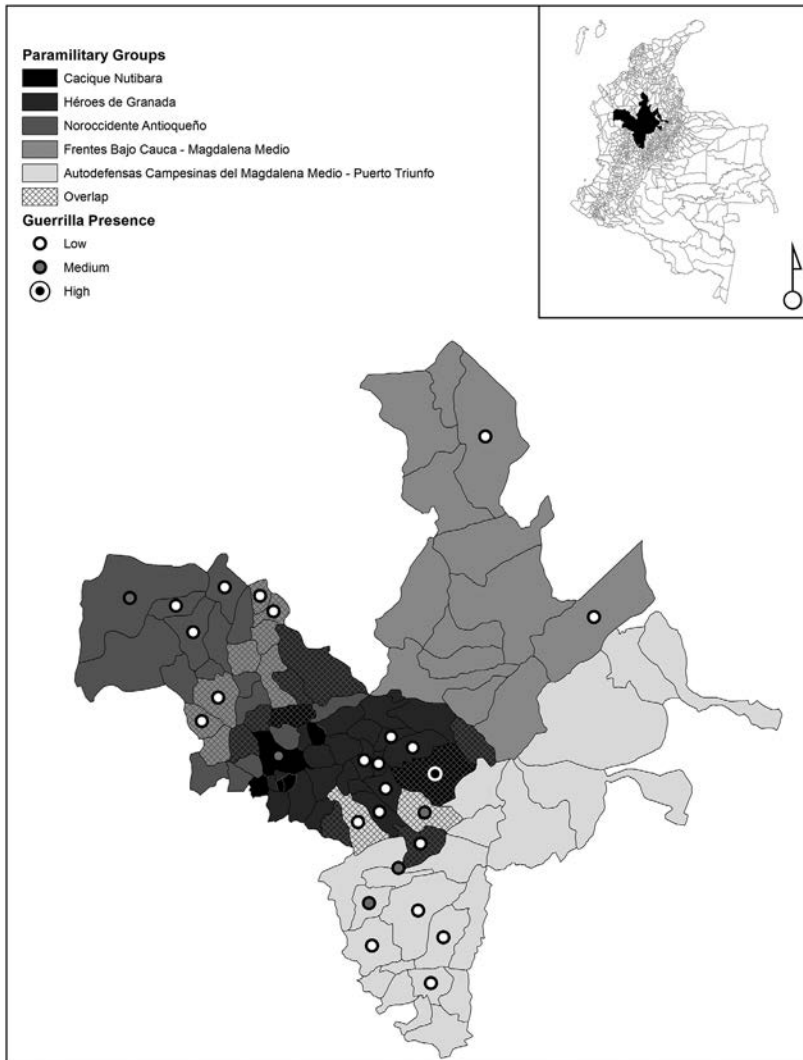 Paramilitary Groups
Cacique Nutibara
Héroes de Granada
Noroccidente Antioqueño
Frentes Bajo Cauca - Magdalena Medio
Autodefensas Campesinas del Magdalena Medio - Puerto Triunfo
Overlap
Guerrilla Presence
Low
Medium
High